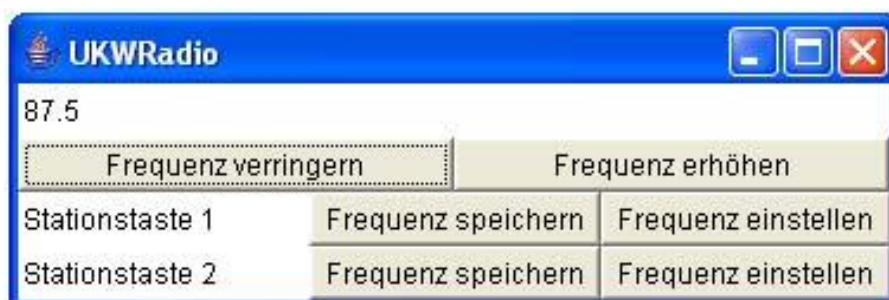 UKWRadio
87.5
Frequenz verringern Frequenz erhöhen
Stationstaste 1 Frequenz speichern Frequenz einstellen
Stationstaste 2 Frequenz speichern Frequenz einstellen